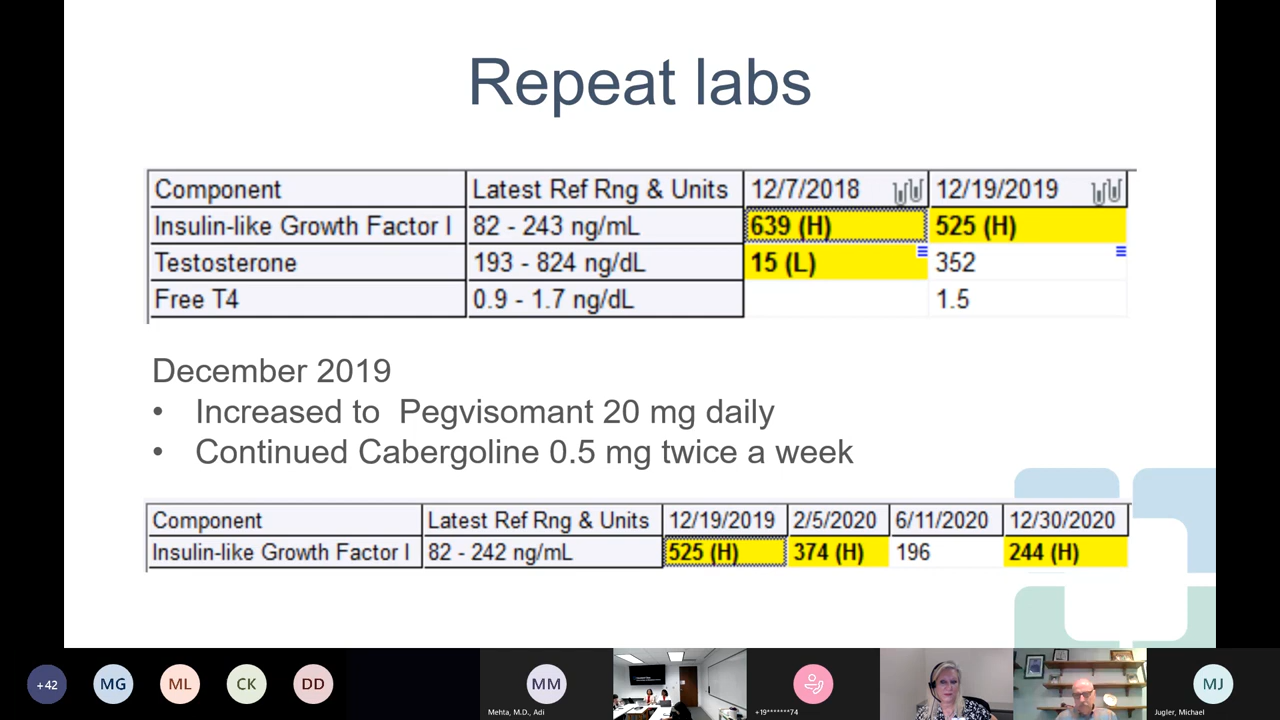 Repeat labs
Component Latest Ref Rng & Units 12/7/2018 12/19/2019
Insulin-like Growth Factor I 82 - 243 ng/mL 639 (H) 525 (H)
Testosterone 193 - 824 ng/dL 15 (L) 352
Free T4 0.9 - 1.7 ng/dL 1.5
December 2019
• Increased to Pegvisomant 20 mg daily
• Continued Cabergoline 0.5 mg twice a week
Component Latest Ref Rng & Units 12/19/2019 2/5/2020 6/11/2020 12/30/2020
Insulin-like Growth Factor I 82 - 242 ng/mL 525 (H) 374 (H) 196 244 (H)
+42 MG ML CK DD MM MJ
Mehta, M.D., Adi +19*******74 Jugler, Michael